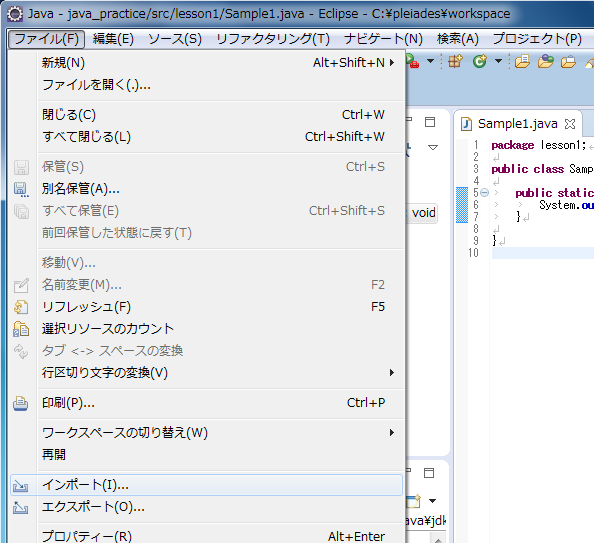 Java - java_practice/src/lesson1/Sample1.java - Eclipse - C:¥pleiades¥workspace
ファイル(F) 編集(E) ソース(S) リファクタリング(T) ナビゲート(N) 検索(A) プロジェクト(P)
新規(N) Alt+Shift+N
ファイルを開く(.)...
閉じる(C) Ctrl+W
すべて閉じる(L) Ctrl+Shift+W
保管(S) Ctrl+S
別名保管(A)...
すべて保管(E) Ctrl+Shift+S
前回保管した状態に戻す(T)
移動(V)...
名前変更(M)... F2
リフレッシュ(F) F5
選択リソースのカウント
タブ <-> スペースの変換
行区切り文字の変換(V)
印刷(P)... Ctrl+P
ワークスペースの切り替え(W)
再開
インポート(I)...
エクスポート(O)...
プロパティー(R) Alt+Enter
void
ava¥jdk
Sample1.java
1 package lesson1;
2
3 public class Samp
4
5 public static
6 System.ou
7 }
8
9 }
10